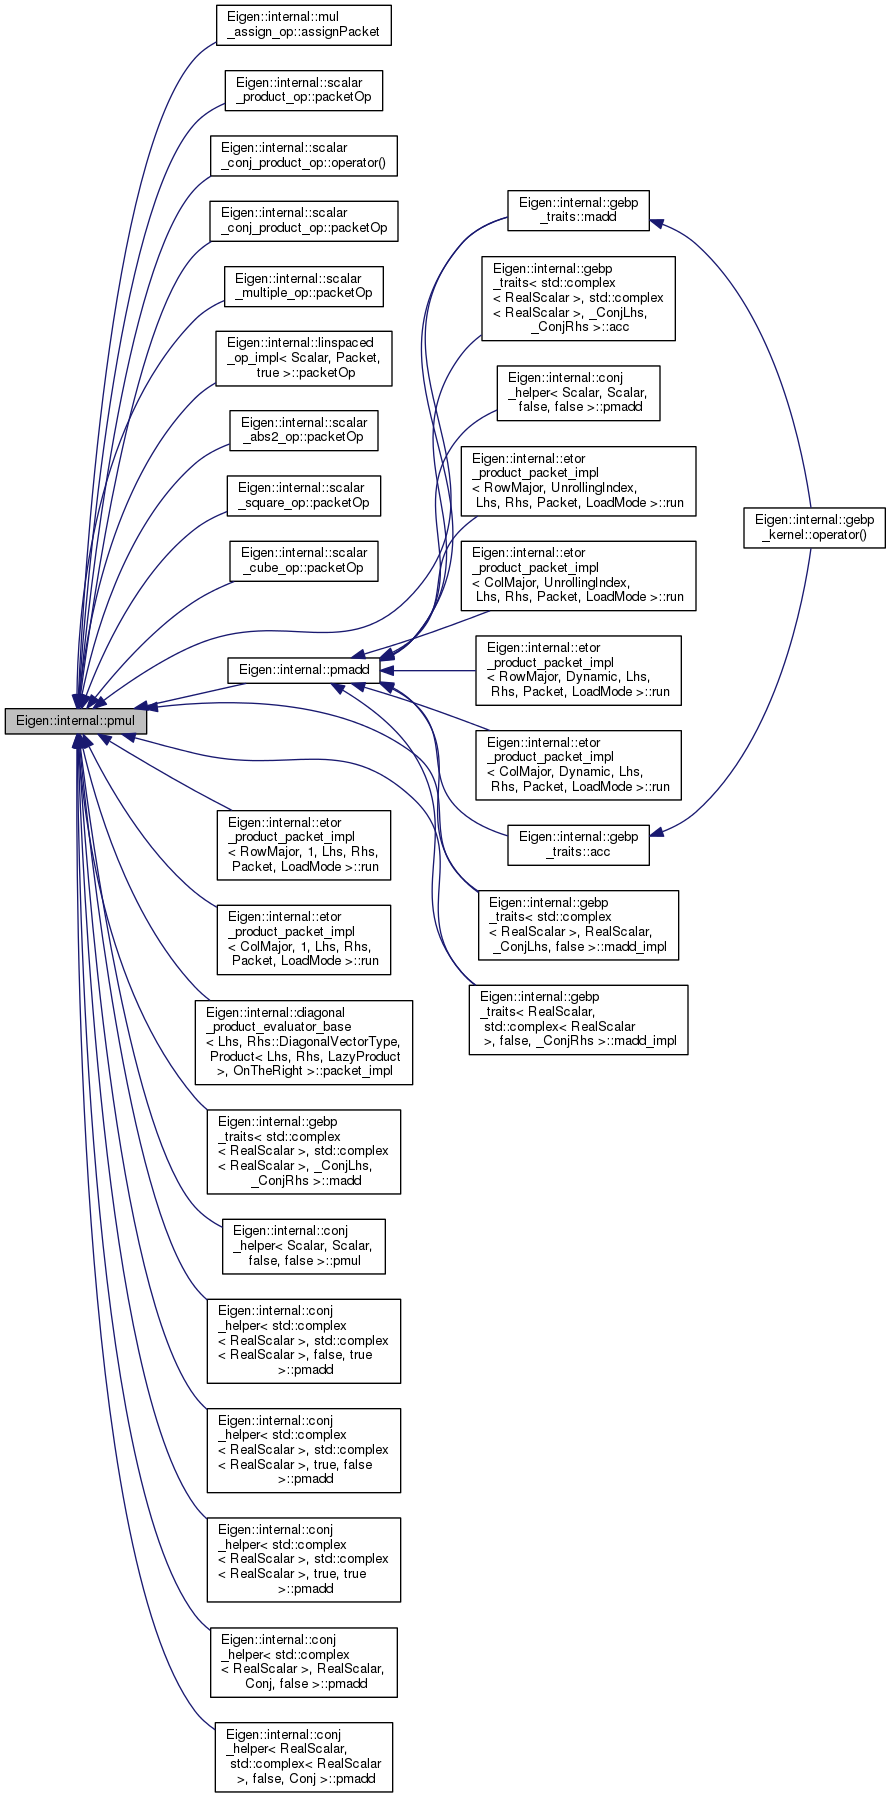 Eigen::internal::mul
_assign_op::assignPacket
Eigen::internal::scalar
_product_op::packetOp
Eigen::internal::scalar
_conj_product_op::operator()
Eigen::internal::scalar
_conj_product_op::packetOp
Eigen::internal::scalar
_multiple_op::packetOp
Eigen::internal::linspaced
_op_impl< Scalar, Packet,
true >::packetOp
Eigen::internal::scalar
_abs2_op::packetOp
Eigen::internal::scalar
_square_op::packetOp
Eigen::internal::scalar
_cube_op::packetOp
Eigen::internal::pmadd
Eigen::internal::pmul
Eigen::internal::etor
_product_packet_impl
< RowMajor, 1, Lhs, Rhs,
Packet, LoadMode >::run
Eigen::internal::etor
_product_packet_impl
< ColMajor, 1, Lhs, Rhs,
Packet, LoadMode >::run
Eigen::internal::diagonal
_product_evaluator_base
< Lhs, Rhs::DiagonalVectorType,
Product< Lhs, Rhs, LazyProduct
>, OnTheRight >::packet_impl
Eigen::internal::gebp
_traits< std::complex
< RealScalar >, std::complex
< RealScalar >, _ConjLhs,
_ConjRhs >::madd
Eigen::internal::conj
_helper< Scalar, Scalar,
false, false >::pmul
Eigen::internal::conj
_helper< std::complex
< RealScalar >, std::complex
< RealScalar >, false, true
>::pmadd
Eigen::internal::conj
_helper< std::complex
< RealScalar >, std::complex
< RealScalar >, true, false
>::pmadd
Eigen::internal::conj
_helper< std::complex
< RealScalar >, std::complex
< RealScalar >, true, true
>::pmadd
Eigen::internal::conj
_helper< std::complex
< RealScalar >, RealScalar,
Conj, false >::pmadd
Eigen::internal::conj
_helper< RealScalar,
std::complex< RealScalar
>, false, Conj >::pmadd
Eigen::internal::gebp
_traits::madd
Eigen::internal::gebp
_traits< std::complex
< RealScalar >, std::complex
< RealScalar >, _ConjLhs,
_ConjRhs >::acc
Eigen::internal::conj
_helper< Scalar, Scalar,
false, false >::pmadd
Eigen::internal::etor
_product_packet_impl
< RowMajor, UnrollingIndex,
Lhs, Rhs, Packet, LoadMode >::run
Eigen::internal::etor
_product_packet_impl
< ColMajor, UnrollingIndex,
Lhs, Rhs, Packet, LoadMode >::run
Eigen::internal::etor
_product_packet_impl
< RowMajor, Dynamic, Lhs,
Rhs, Packet, LoadMode >::run
Eigen::internal::etor
_product_packet_impl
< ColMajor, Dynamic, Lhs,
Rhs, Packet, LoadMode >::run
Eigen::internal::gebp
_traits::acc
Eigen::internal::gebp
_traits< std::complex
< RealScalar >, RealScalar,
_ConjLhs, false >::madd_impl
Eigen::internal::gebp
_traits< RealScalar,
std::complex< RealScalar
>, false, _ConjRhs >::madd_impl
Eigen::internal::gebp
_kernel::operator()